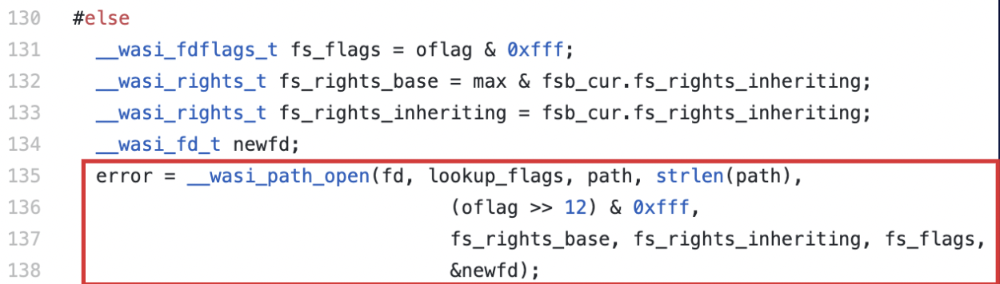 130 #else
131 __wasi_fdflags_t fs_flags = oflag & 0xfff;
132 __wasi_rights_t fs_rights_base = max & fsb_cur.fs_rights_inheriting;
133 __wasi_rights_t fs_rights_inheriting = fsb_cur.fs_rights_inheriting;
134 __wasi_fd_t newfd;
135 error = __wasi_path_open(fd, lookup_flags, path, strlen(path),
136 (oflag >> 12) & 0xfff,
137 fs_rights_base, fs_rights_inheriting, fs_flags,
138 &newfd);